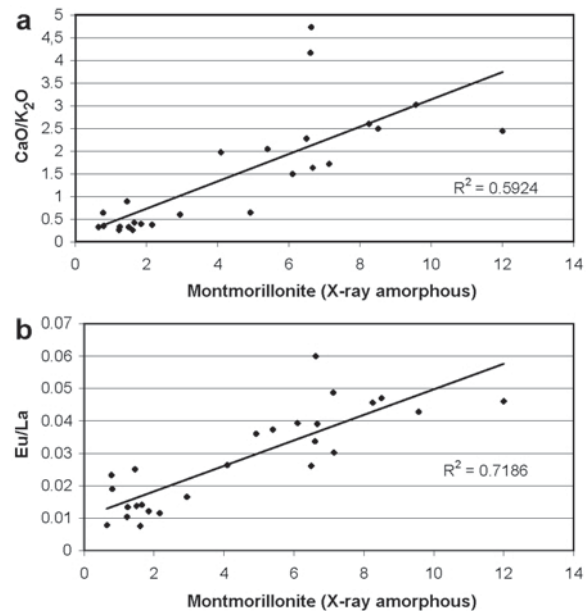 a
CaO/K₂O
5
4,5
4
3.5
3
2.5
2
1.5
1
0.5
0
R² = 0.5924
0 2 4 6 8 10 12 14
Montmorillonite (X-ray amorphous)
b
Eu/La
0.07
0.06
0.05
0.04
0.03
0.02
0.01
0
R² = 0.7186
0 2 4 6 8 10 12 14
Montmorillonite (X-ray amorphous)